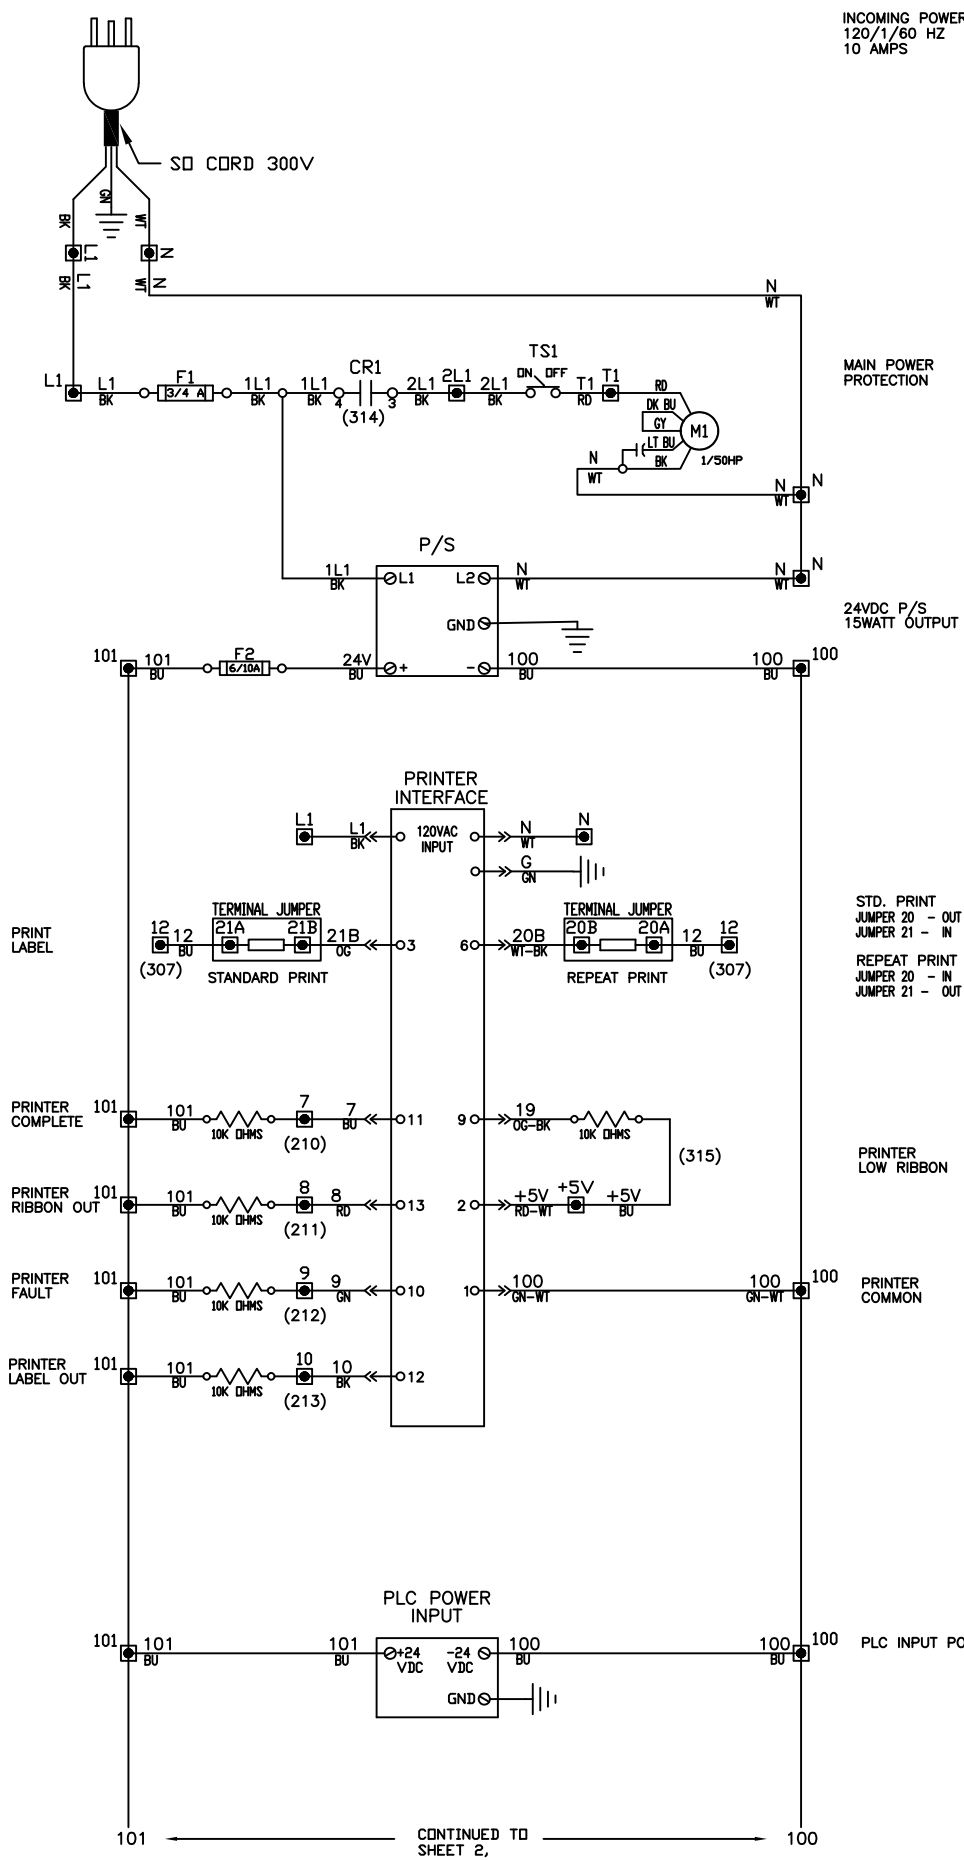 INCOMING POWER
120/1/60 HZ
10 AMPS
SO CORD 300V
BK
GN
WT
L1
N
BK
L1
WT
N
N
WT
MAIN POWER
PROTECTION
L1
L1
BK
F1
3/4 A
1L1
BK
1L1
BK
CR1
4
3
(314)
2L1
BK
2L1
2L1
BK
TS1
ON OFF
T1
RD
T1
RD
DK BU
GY
LT BU
BK
M1
1/50HP
N
WT
N
WT
N
P/S
1L1
BK
L1
L2
N
WT
N
WT
N
GND
24VDC P/S
15WATT OUTPUT
101
101
BU
F2
6/10A
24V
BU
+
-
100
BU
100
BU
100
PRINTER
INTERFACE
L1
L1
BK
120VAC
INPUT
N
WT
N
G
GN
PRINT
LABEL
12
12
BU
(307)
TERMINAL JUMPER
21A
21B
STANDARD PRINT
21B
OG
3
6
20B
WT-BK
TERMINAL JUMPER
20B
20A
REPEAT PRINT
12
BU
12
(307)
STD. PRINT
JUMPER 20 - OUT
JUMPER 21 - IN
REPEAT PRINT
JUMPER 20 - IN
JUMPER 21 - OUT
PRINTER
COMPLETE
101
101
BU
10K OHMS
7
(210)
7
BU
11
9
19
OG-BK
10K OHMS
(315)
PRINTER
LOW RIBBON
PRINTER
RIBBON OUT
101
101
BU
10K OHMS
8
(211)
8
RD
13
2
+5V
RD-WT
+5V
+5V
BU
PRINTER
FAULT
101
101
BU
10K OHMS
9
(212)
9
GN
10
1
100
GN-WT
100
GN-WT
100
PRINTER
COMMON
PRINTER
LABEL OUT
101
101
BU
10K OHMS
10
(213)
10
BK
12
PLC POWER
INPUT
101
101
BU
101
BU
+24
VDC
-24
VDC
GND
100
BU
100
BU
100
PLC INPUT PO
101
CONTINUED TO
SHEET 2,
100